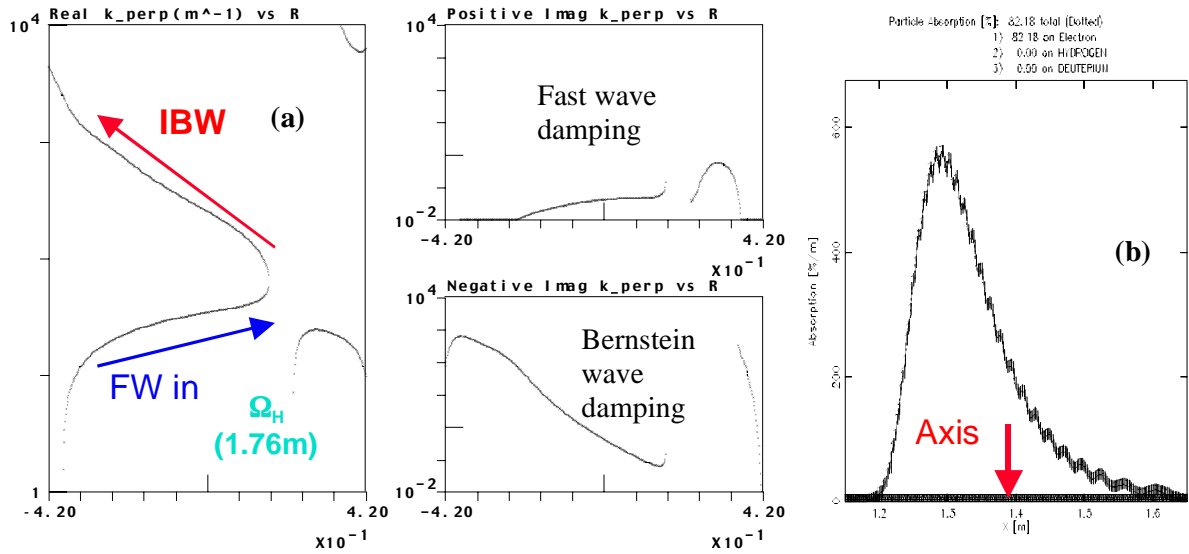 Real k_perp(m^-1) vs R
10^4
IBW
(a)
FW in
Ω_H
(1.76m)
1
-4.20
4.20
X10^-1
Positive Imag k_perp vs R
10^4
Fast wave
damping
10^-2
-4.20
4.20
X10^-1
Negative Imag k_perp vs R
10^4
Bernstein
wave
damping
10^-2
-4.20
4.20
X10^-1
Particle Absorption [%]: 82.18 total (Dotted)
1) 82.18 on Electron
2) 0.00 on HYDROGEN
3) 0.00 on DEUTERIUM
600
(b)
400
Absorption [%/m]
200
Axis
0
1.2
1.3
1.4
1.5
1.6
X [m]